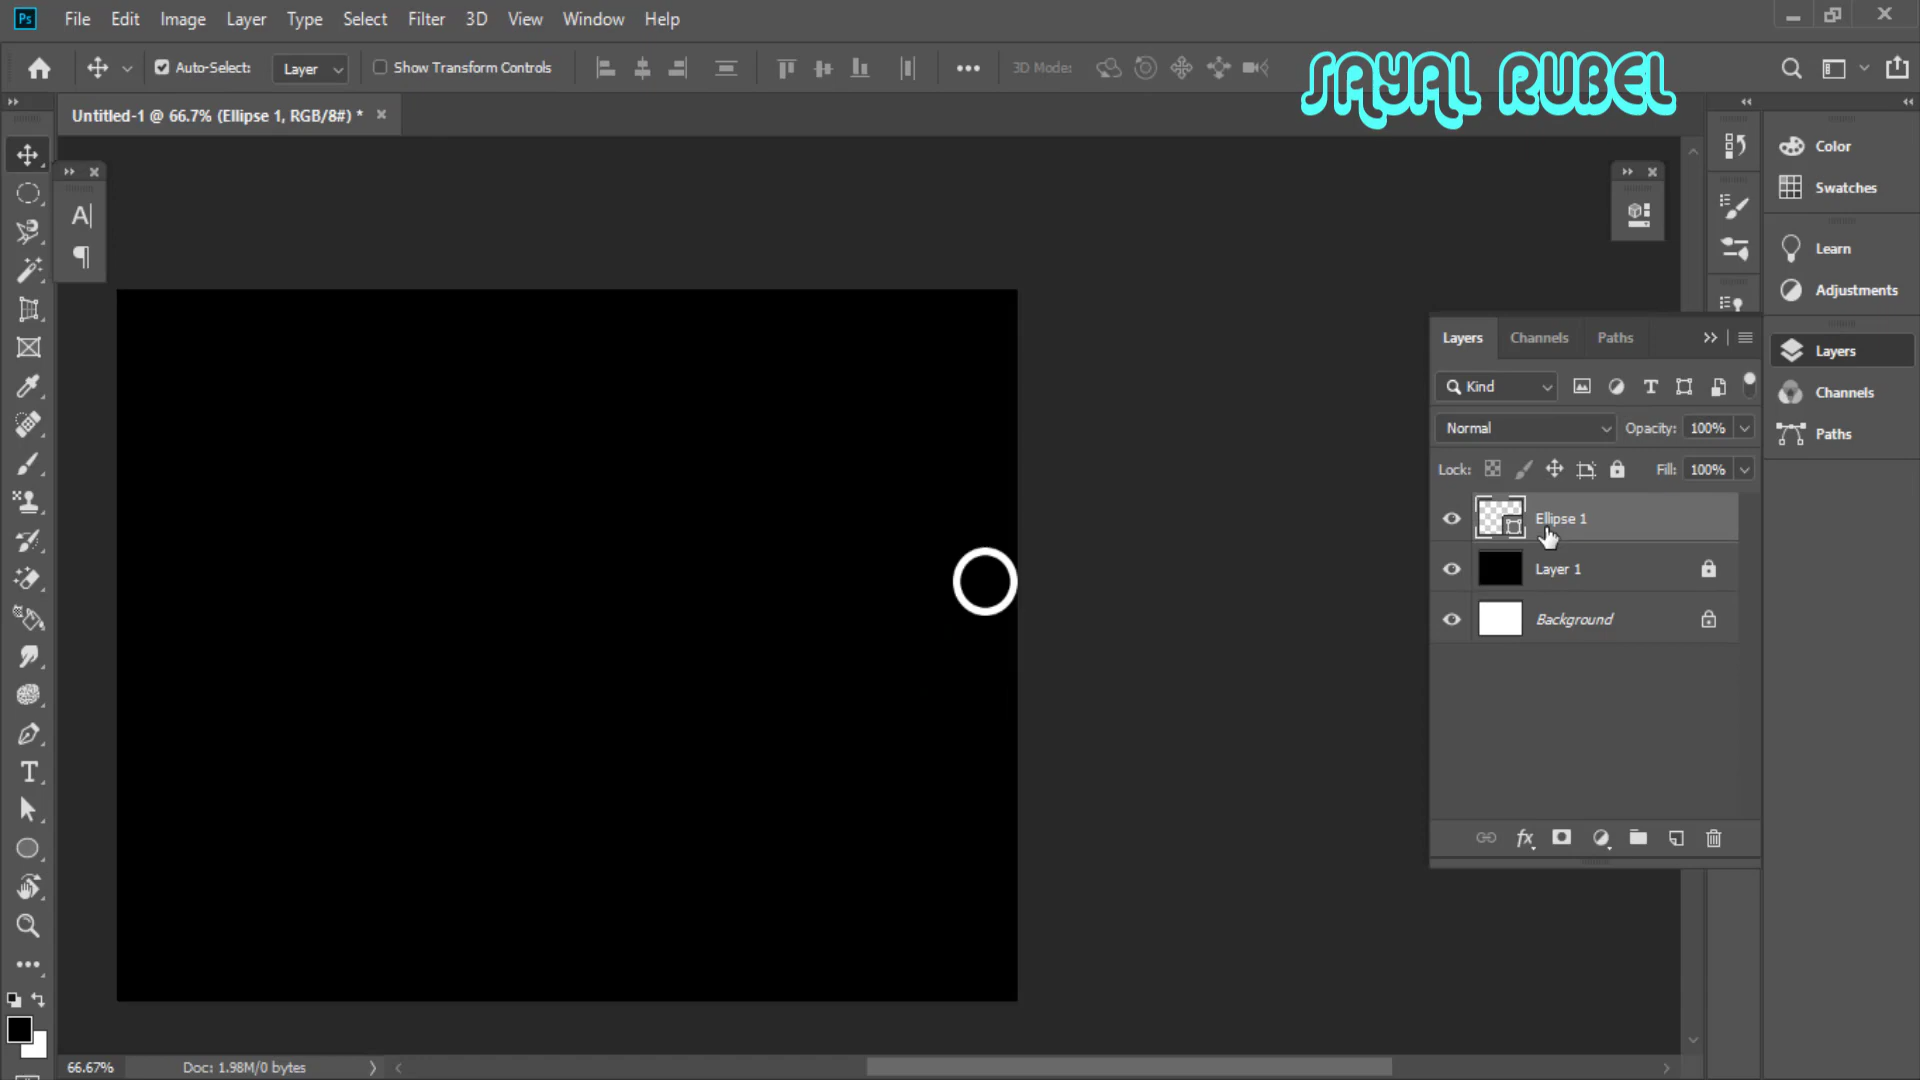 Ps File Edit Image Layer Type Select Filter 3D View Window Help
Auto-Select: Layer Show Transform Controls 3D Mode: SAYAL RUBEL
Untitled-1 @ 66.7% (Ellipse 1, RGB/8#) *
Color
Swatches
Learn
Adjustments
Layers
Channels
Paths
Layers Channels Paths
Kind
Normal Opacity: 100%
Lock: Fill: 100%
Ellipse 1
Layer 1
Background
fx
66.67% Doc: 1.98M/0 bytes